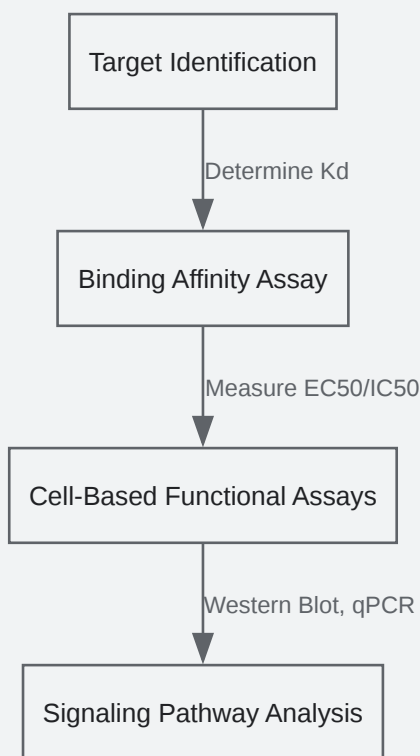 Target Identification
Determine Kd
Binding Affinity Assay
Measure EC50/IC50
Cell-Based Functional Assays
Western Blot, qPCR
Signaling Pathway Analysis